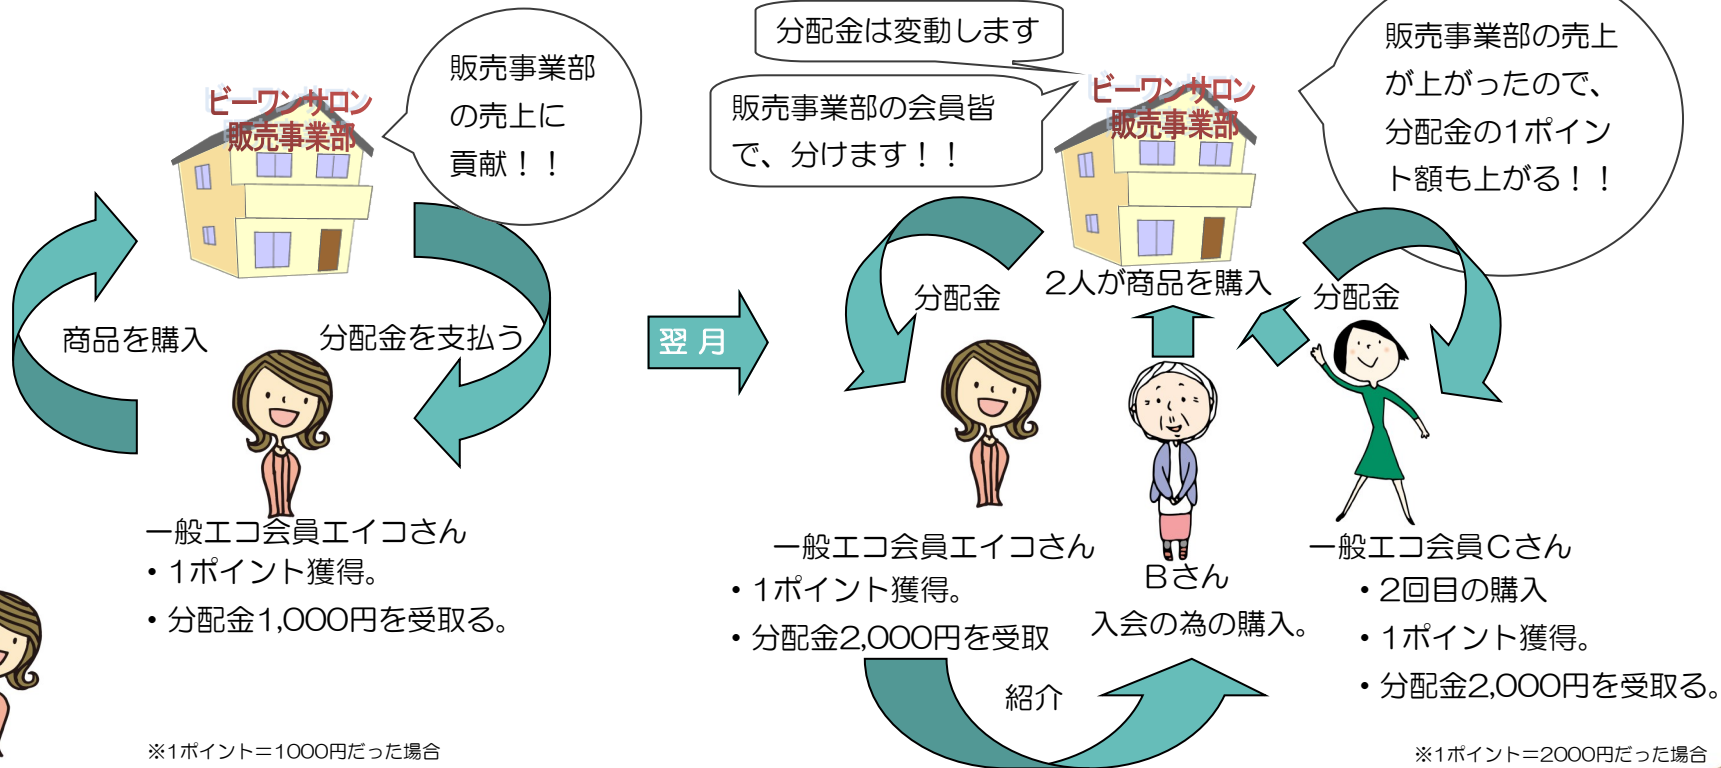 ビーワンサロン
販売事業部
販売事業部
の売上に
貢献！！
商品を購入
分配金を支払う
一般エコ会員エイコさん
・1ポイント獲得。
・分配金1,000円を受取る。
※1ポイント＝1000円だった場合
翌 月
分配金は変動します
販売事業部の会員皆
で、分けます！！
ビーワンサロン
販売事業部
販売事業部の売上
が上がったので、
分配金の1ポイン
ト額も上がる！！
分配金
2人が商品を購入
分配金
一般エコ会員エイコさん
・1ポイント獲得。
・分配金2,000円を受取
Bさん
入会の為の購入。
紹介
一般エコ会員Cさん
・2回目の購入
・1ポイント獲得。
・分配金2,000円を受取る。
※1ポイント＝2000円だった場合